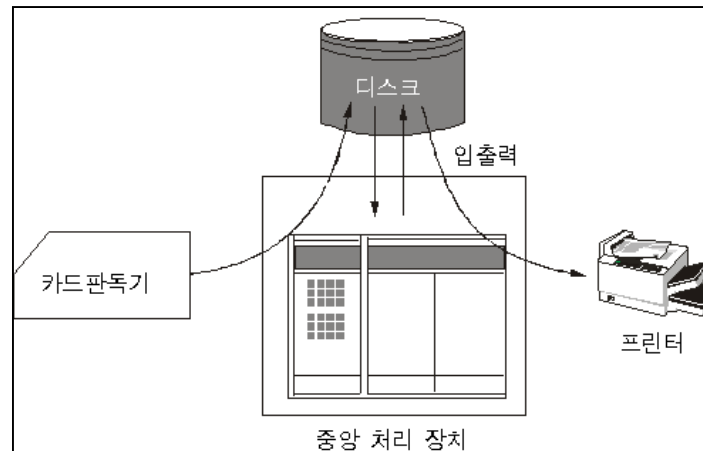 디스크
입출력
카드판독기
프린터
중앙 처리 장치